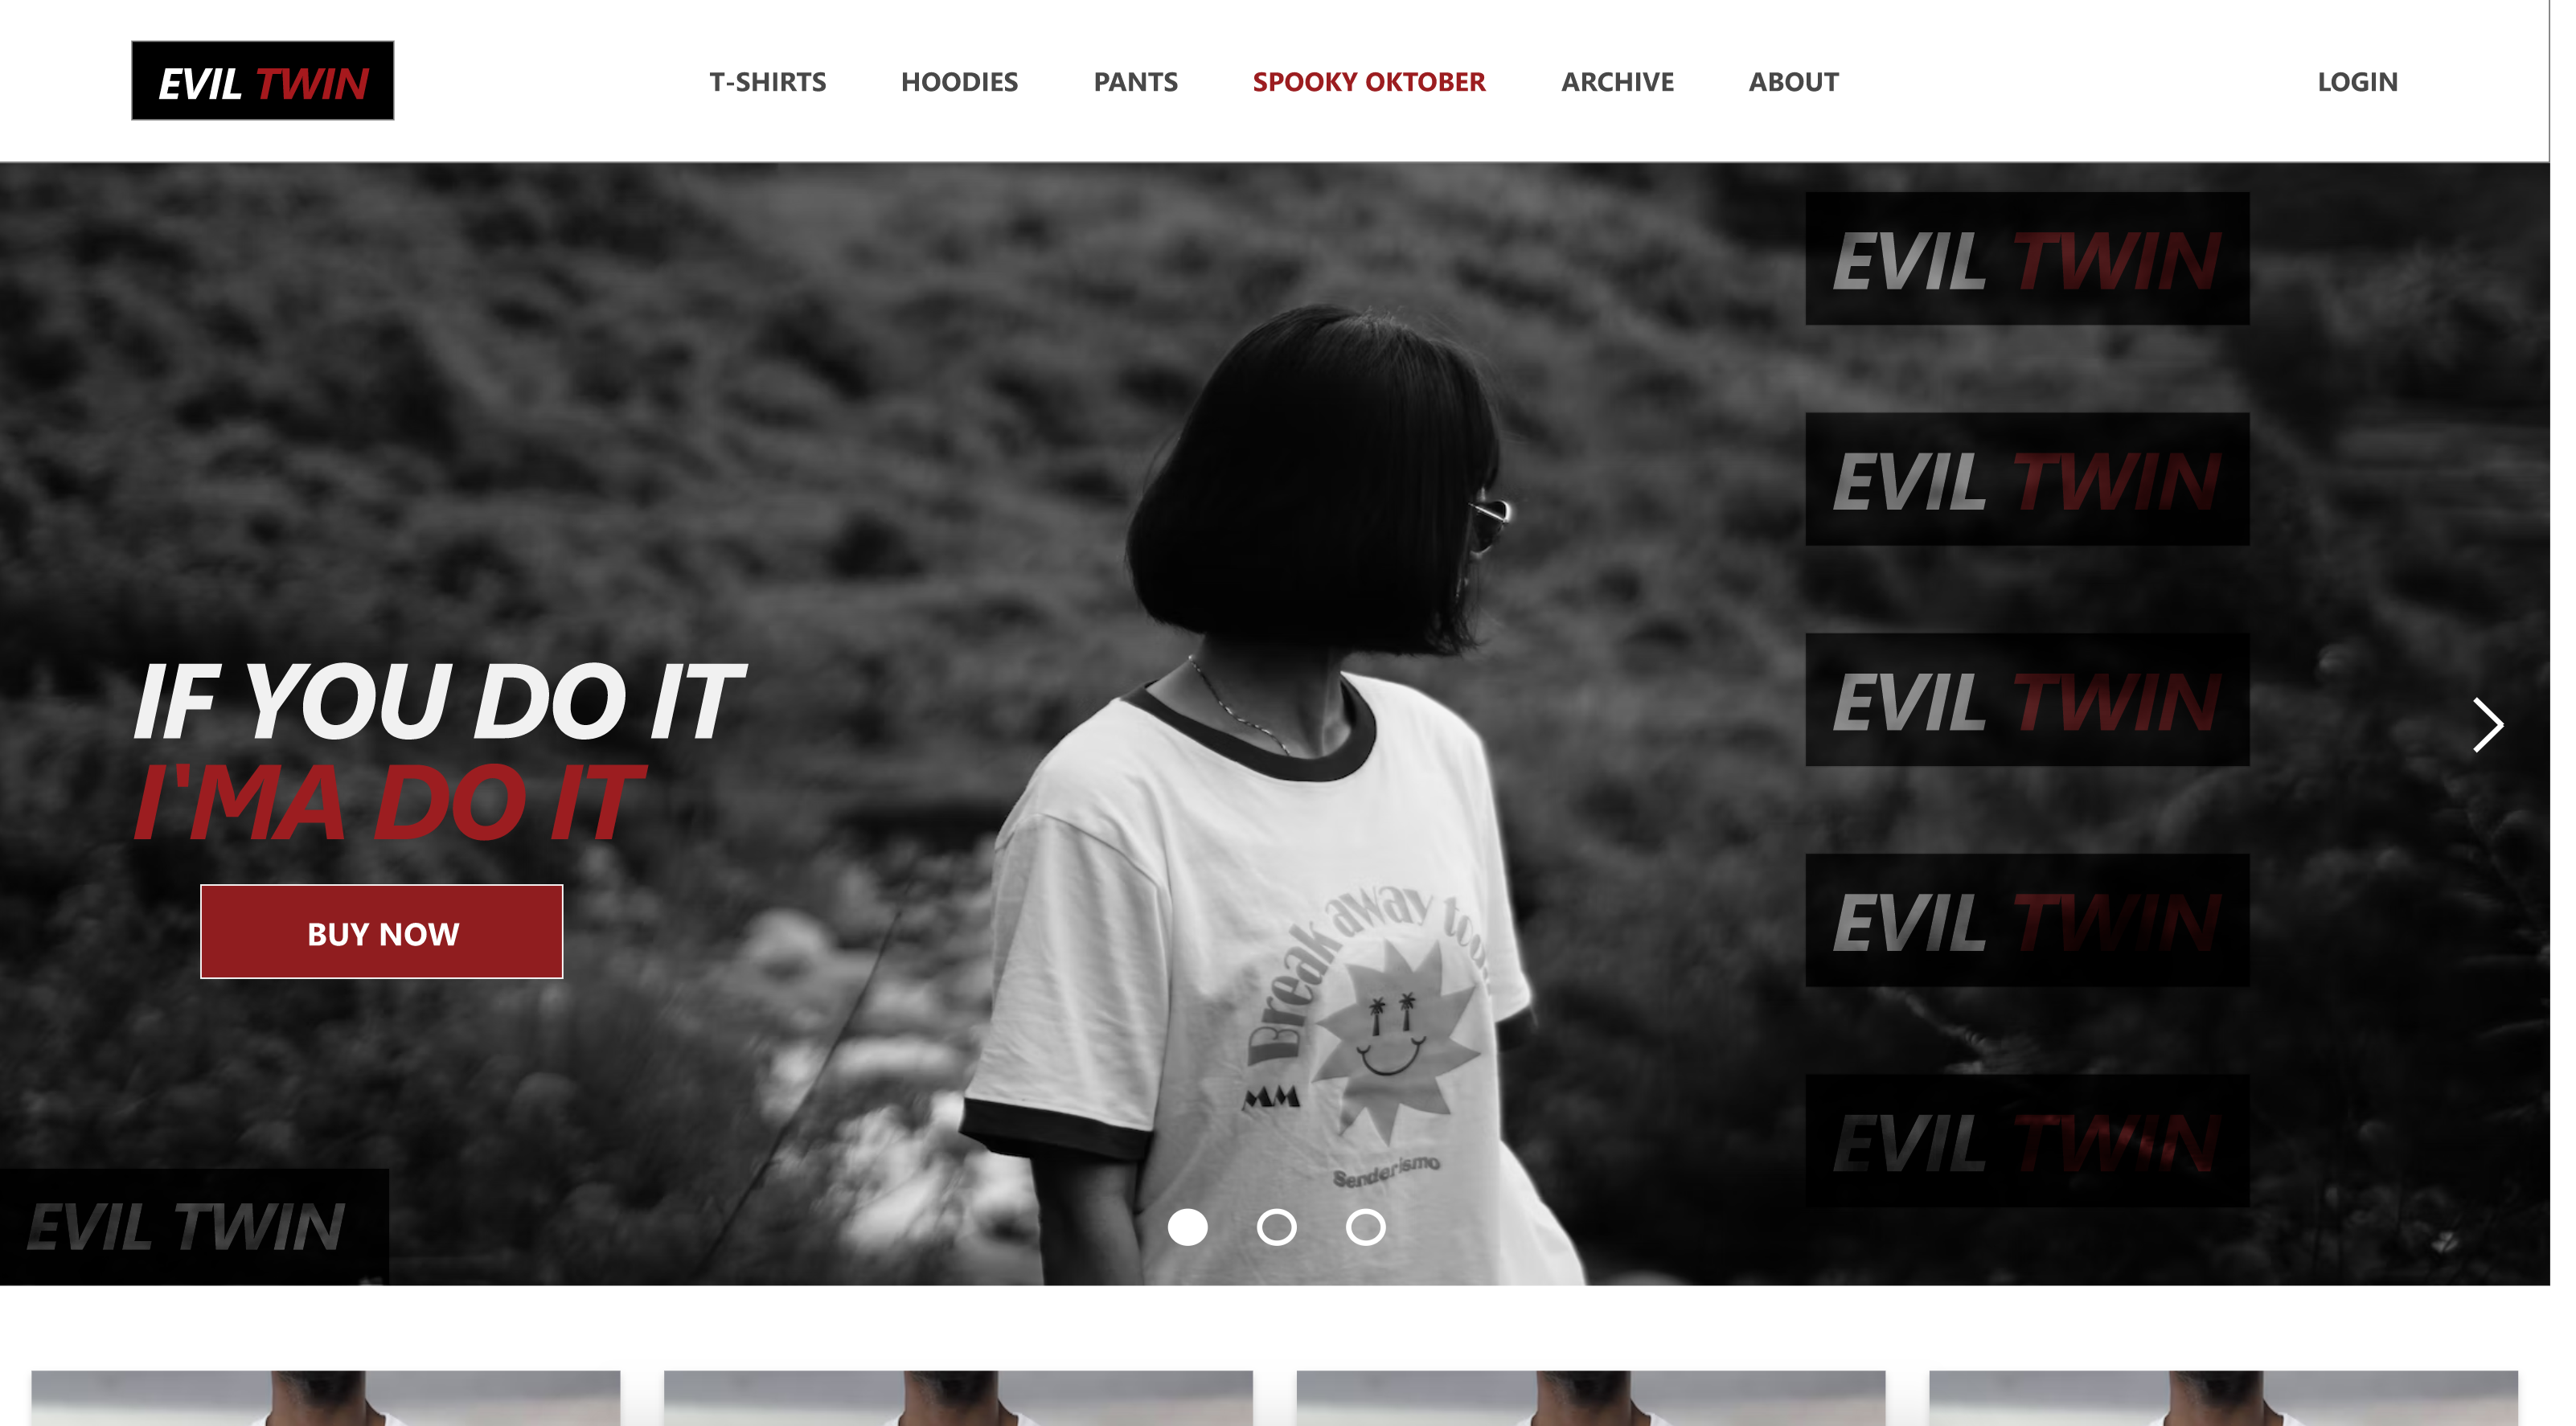 EVIL TWIN
T-SHIRTS HOODIES PANTS SPOOKY OKTOBER ARCHIVE ABOUT LOGIN
EVIL TWIN
EVIL TWIN
EVIL TWIN
IF YOU DO IT
I'MA DO IT
BUY NOW
Break away
MM
Senderismo
EVIL TWIN
EVIL TWIN
EVIL TWIN